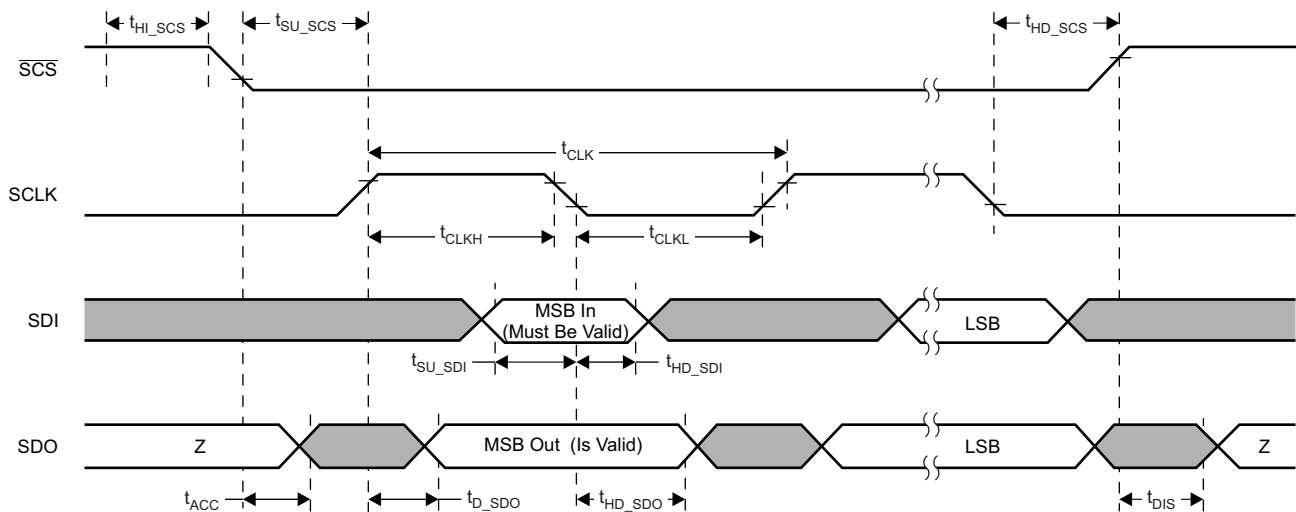 tHI_SCS
tSU_SCS
tHD_SCS
SCS
tCLK
SCLK
tCLKH
tCLKL
SDI
MSB In
(Must Be Valid)
LSB
tSU_SDI
tHD_SDI
SDO
Z
MSB Out (Is Valid)
LSB
Z
tACC
tD_SDO
tHD_SDO
tDIS